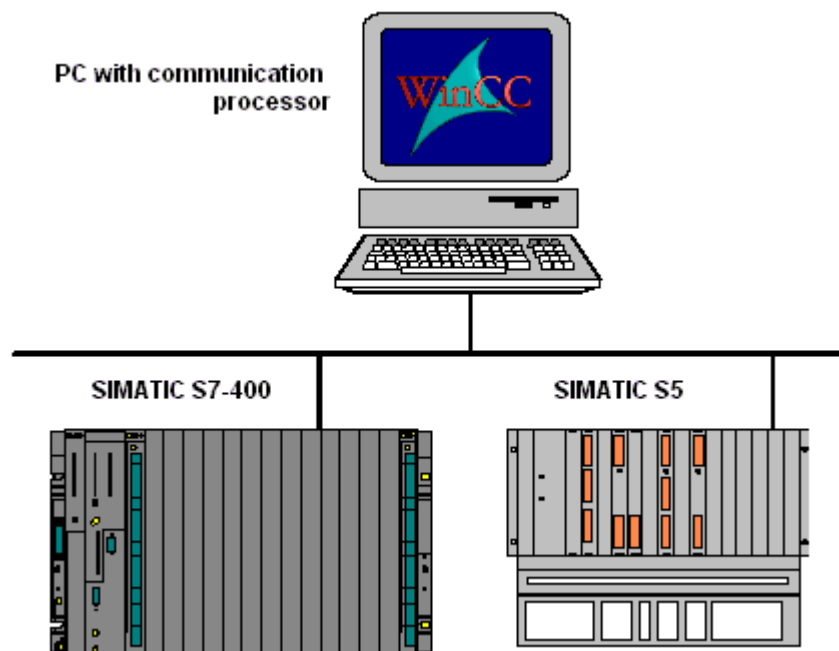 PC with communication
processor
WinCC
SIMATIC S7-400
SIMATIC S5